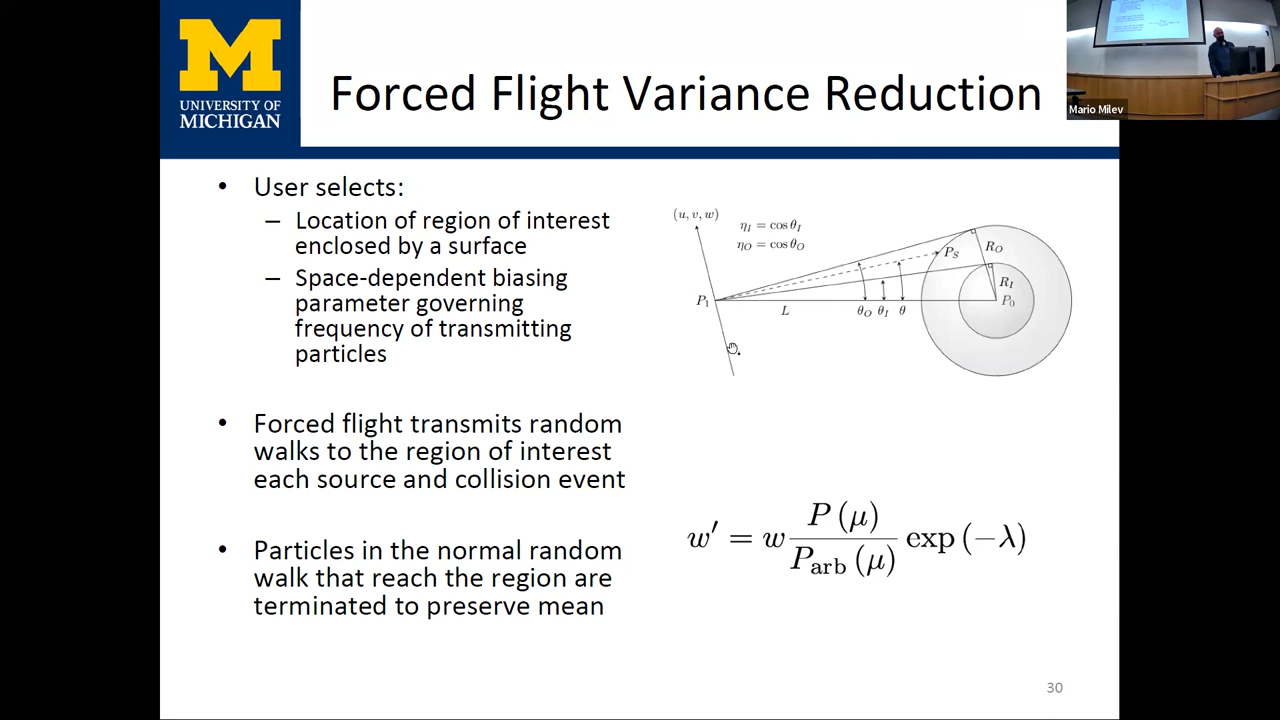 UNIVERSITY OF
MICHIGAN
Forced Flight Variance Reduction
Mario Milev
• User selects:
– Location of region of interest
enclosed by a surface
– Space-dependent biasing
parameter governing
frequency of transmitting
particles
• Forced flight transmits random
walks to the region of interest
each source and collision event
• Particles in the normal random
walk that reach the region are
terminated to preserve mean
(u, v, w)
η_I = cos θ_I
η_O = cos θ_O
P_S
R_O
R_I
P_1
P_0
L
θ_O θ_I θ
w′ = w P(μ) / P_arb(μ) exp(−λ)
30